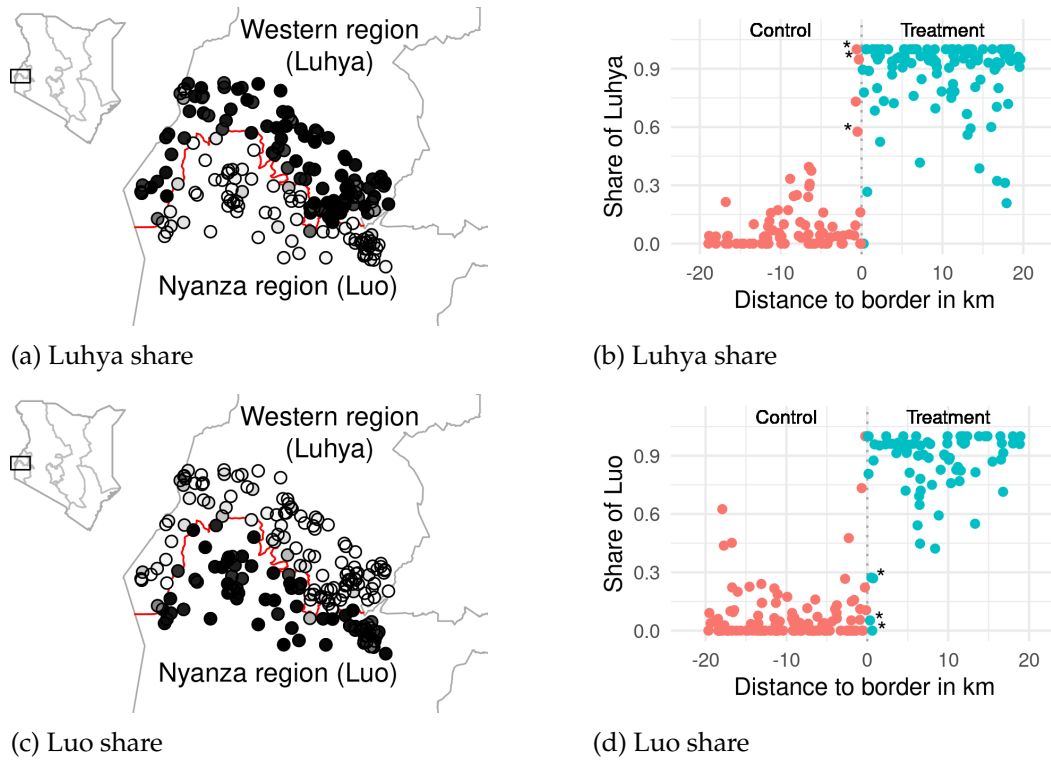 Western region
(Luhya)
Nyanza region (Luo)
(a) Luhya share
Control Treatment
*
*
*
Share of Luhya
0.9
0.6
0.3
0.0
-20 -10 0 10 20
Distance to border in km
(b) Luhya share
Western region
(Luhya)
Nyanza region (Luo)
(c) Luo share
Control Treatment
*
*
*
Share of Luo
0.9
0.6
0.3
0.0
-20 -10 0 10 20
Distance to border in km
(d) Luo share